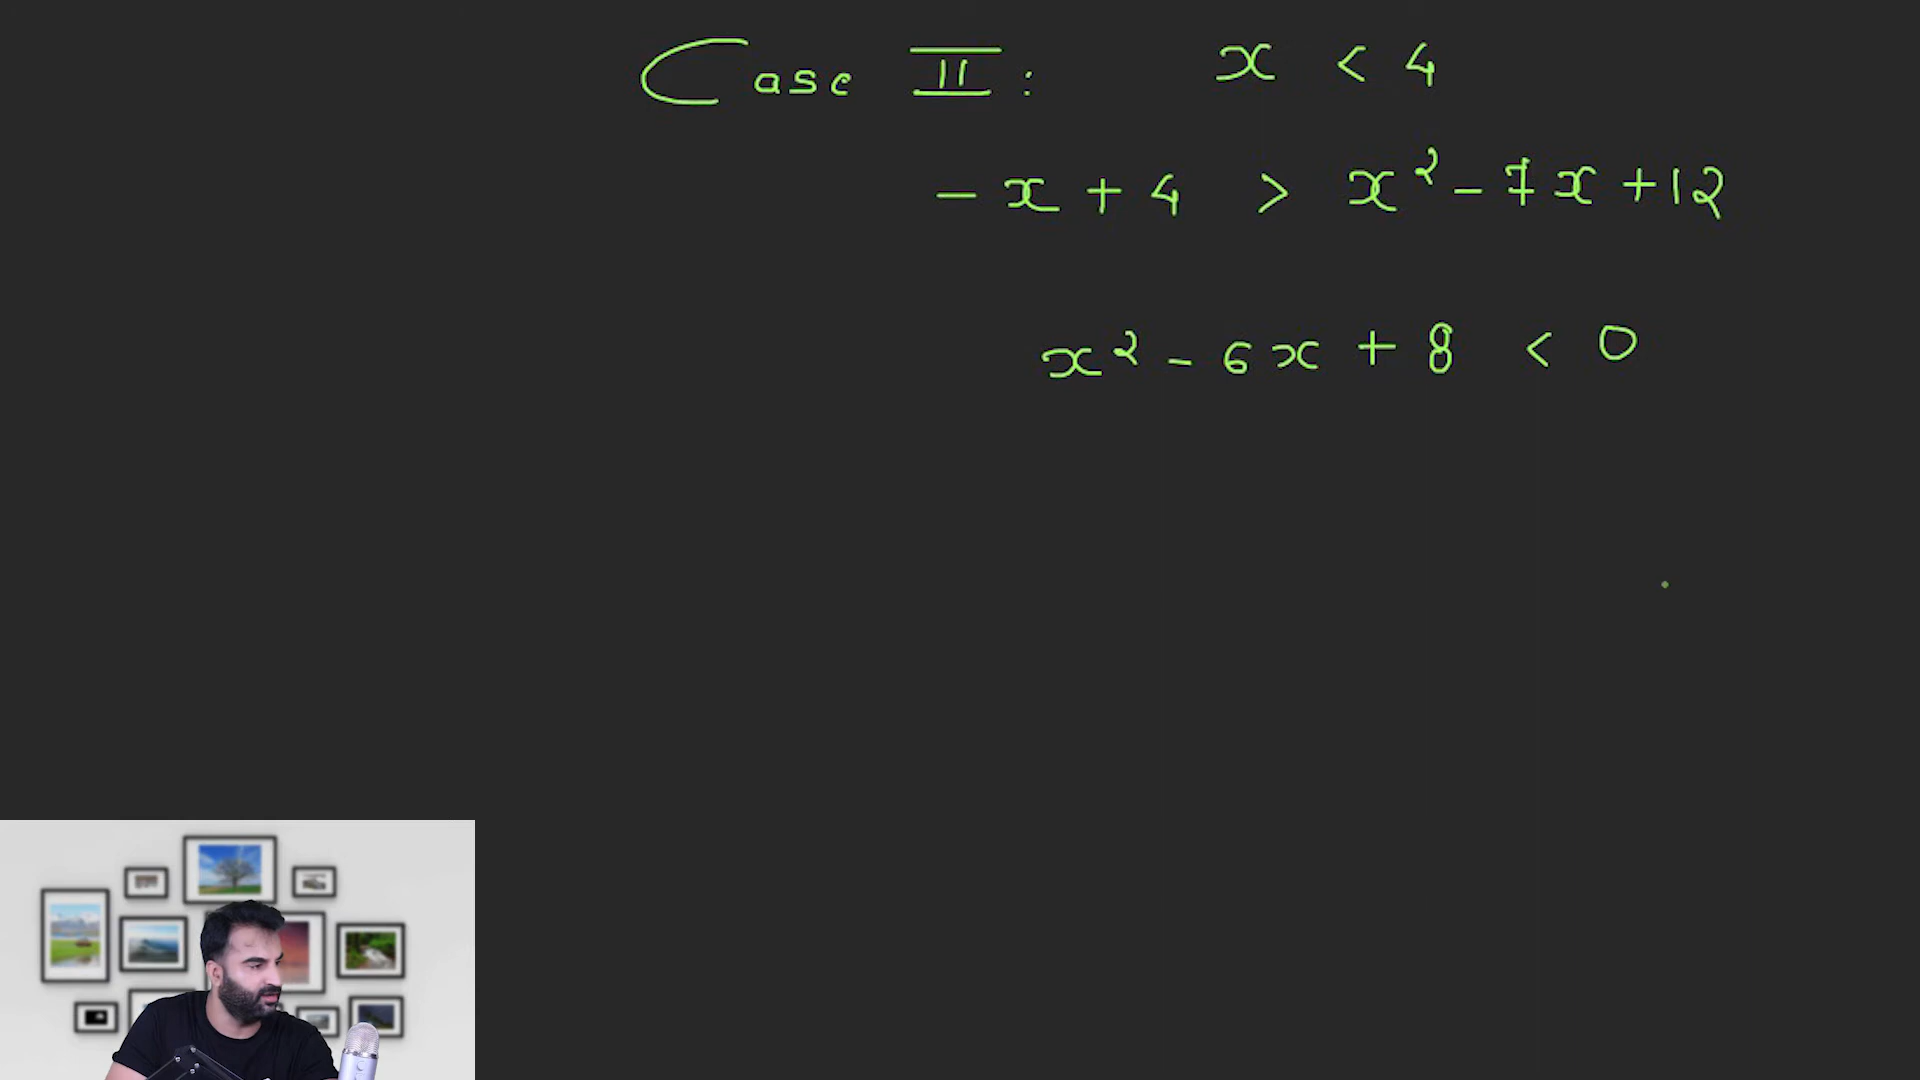 Case II: x < 4
- x + 4 > x² - 7x + 12
x² - 6x + 8 < 0